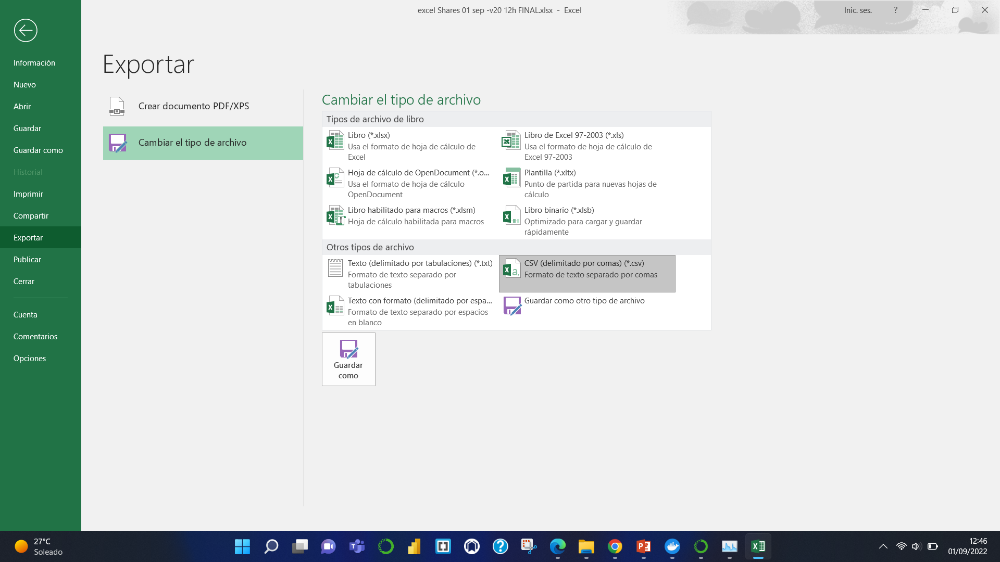 excel Shares 01 sep -v20 12h FINAL.xlsx - Excel
Inic. ses.
?
Información
Nuevo
Abrir
Guardar
Guardar como
Historial
Imprimir
Compartir
Exportar
Publicar
Cerrar
Cuenta
Comentarios
Opciones
Exportar
Crear documento PDF/XPS
Cambiar el tipo de archivo
Cambiar el tipo de archivo
Tipos de archivo de libro
Libro (*.xlsx)
Usa el formato de hoja de cálculo de
Excel
Libro de Excel 97-2003 (*.xls)
Usa el formato de hoja de cálculo de
Excel 97-2003
Hoja de cálculo de OpenDocument (*.o...
Usa el formato de hoja de cálculo
OpenDocument
Plantilla (*.xltx)
Punto de partida para nuevas hojas de
cálculo
Libro habilitado para macros (*.xlsm)
Hoja de cálculo habilitada para macros
Libro binario (*.xlsb)
Optimizado para cargar y guardar
rápidamente
Otros tipos de archivo
Texto (delimitado por tabulaciones) (*.txt)
Formato de texto separado por
tabulaciones
CSV (delimitado por comas) (*.csv)
Formato de texto separado por comas
Texto con formato (delimitado por espa...
Formato de texto separado por espacios
en blanco
Guardar como otro tipo de archivo
Guardar
como
27°C
Soleado
12:46
01/09/2022